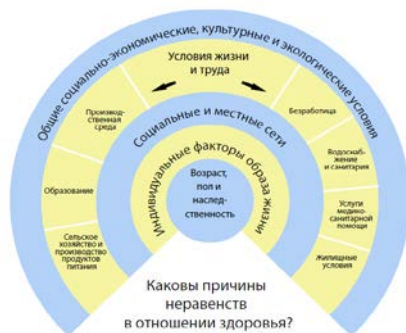 Общие социально-экономические, культурные и экологические условия
Условия жизни
и труда
Производ-
ственная
среда
Образование
Сельское
хозяйство и
производство
продуктов
питания
Безработица
Водоснаб-
жение
и санитария
Услуги
медико-
санитарной
помощи
Жилищные
условия
Социальные и местные сети
Индивидуальные факторы образа жизни
Возраст,
пол и
наслед-
ственность
Каковы причины
неравенств
в отношении здоровья?